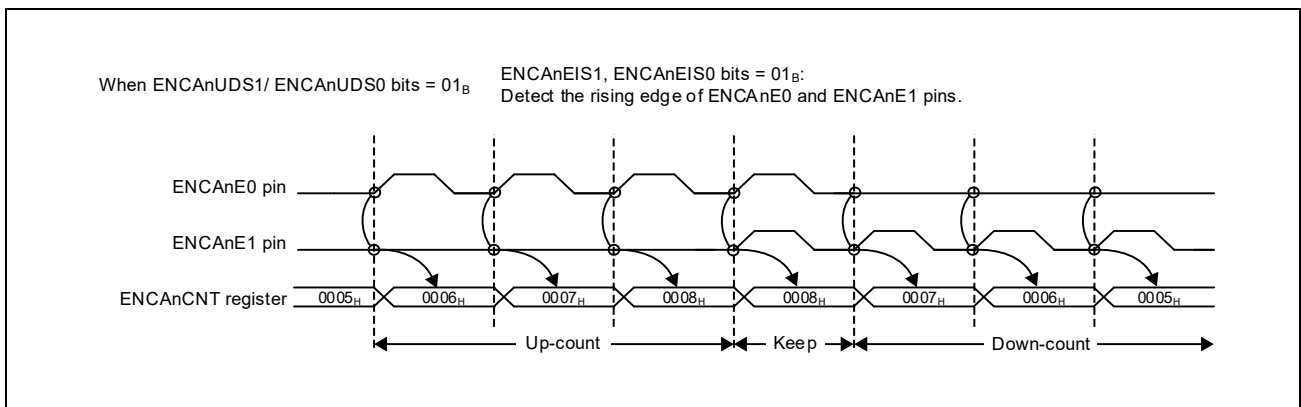 When ENCAnUDS1/ ENCAnUDS0 bits = 01B
ENCAnEIS1, ENCAnEIS0 bits = 01B:
Detect the rising edge of ENCAnE0 and ENCAnE1 pins.
ENCAnE0 pin
ENCAnE1 pin
ENCAnCNT register 0005H 0006H 0007H 0008H 0008H 0007H 0006H 0005H
Up-count Keep Down-count